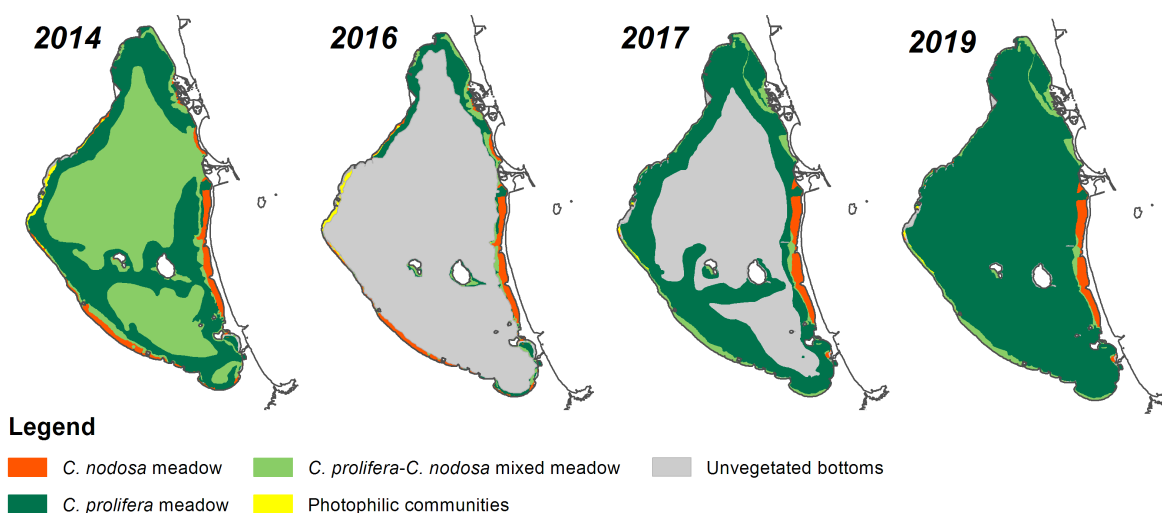 2014
2016
2017
2019
Legend
C. nodosa meadow
C. prolifera-C. nodosa mixed meadow
Unvegetated bottoms
C. prolifera meadow
Photophilic communities